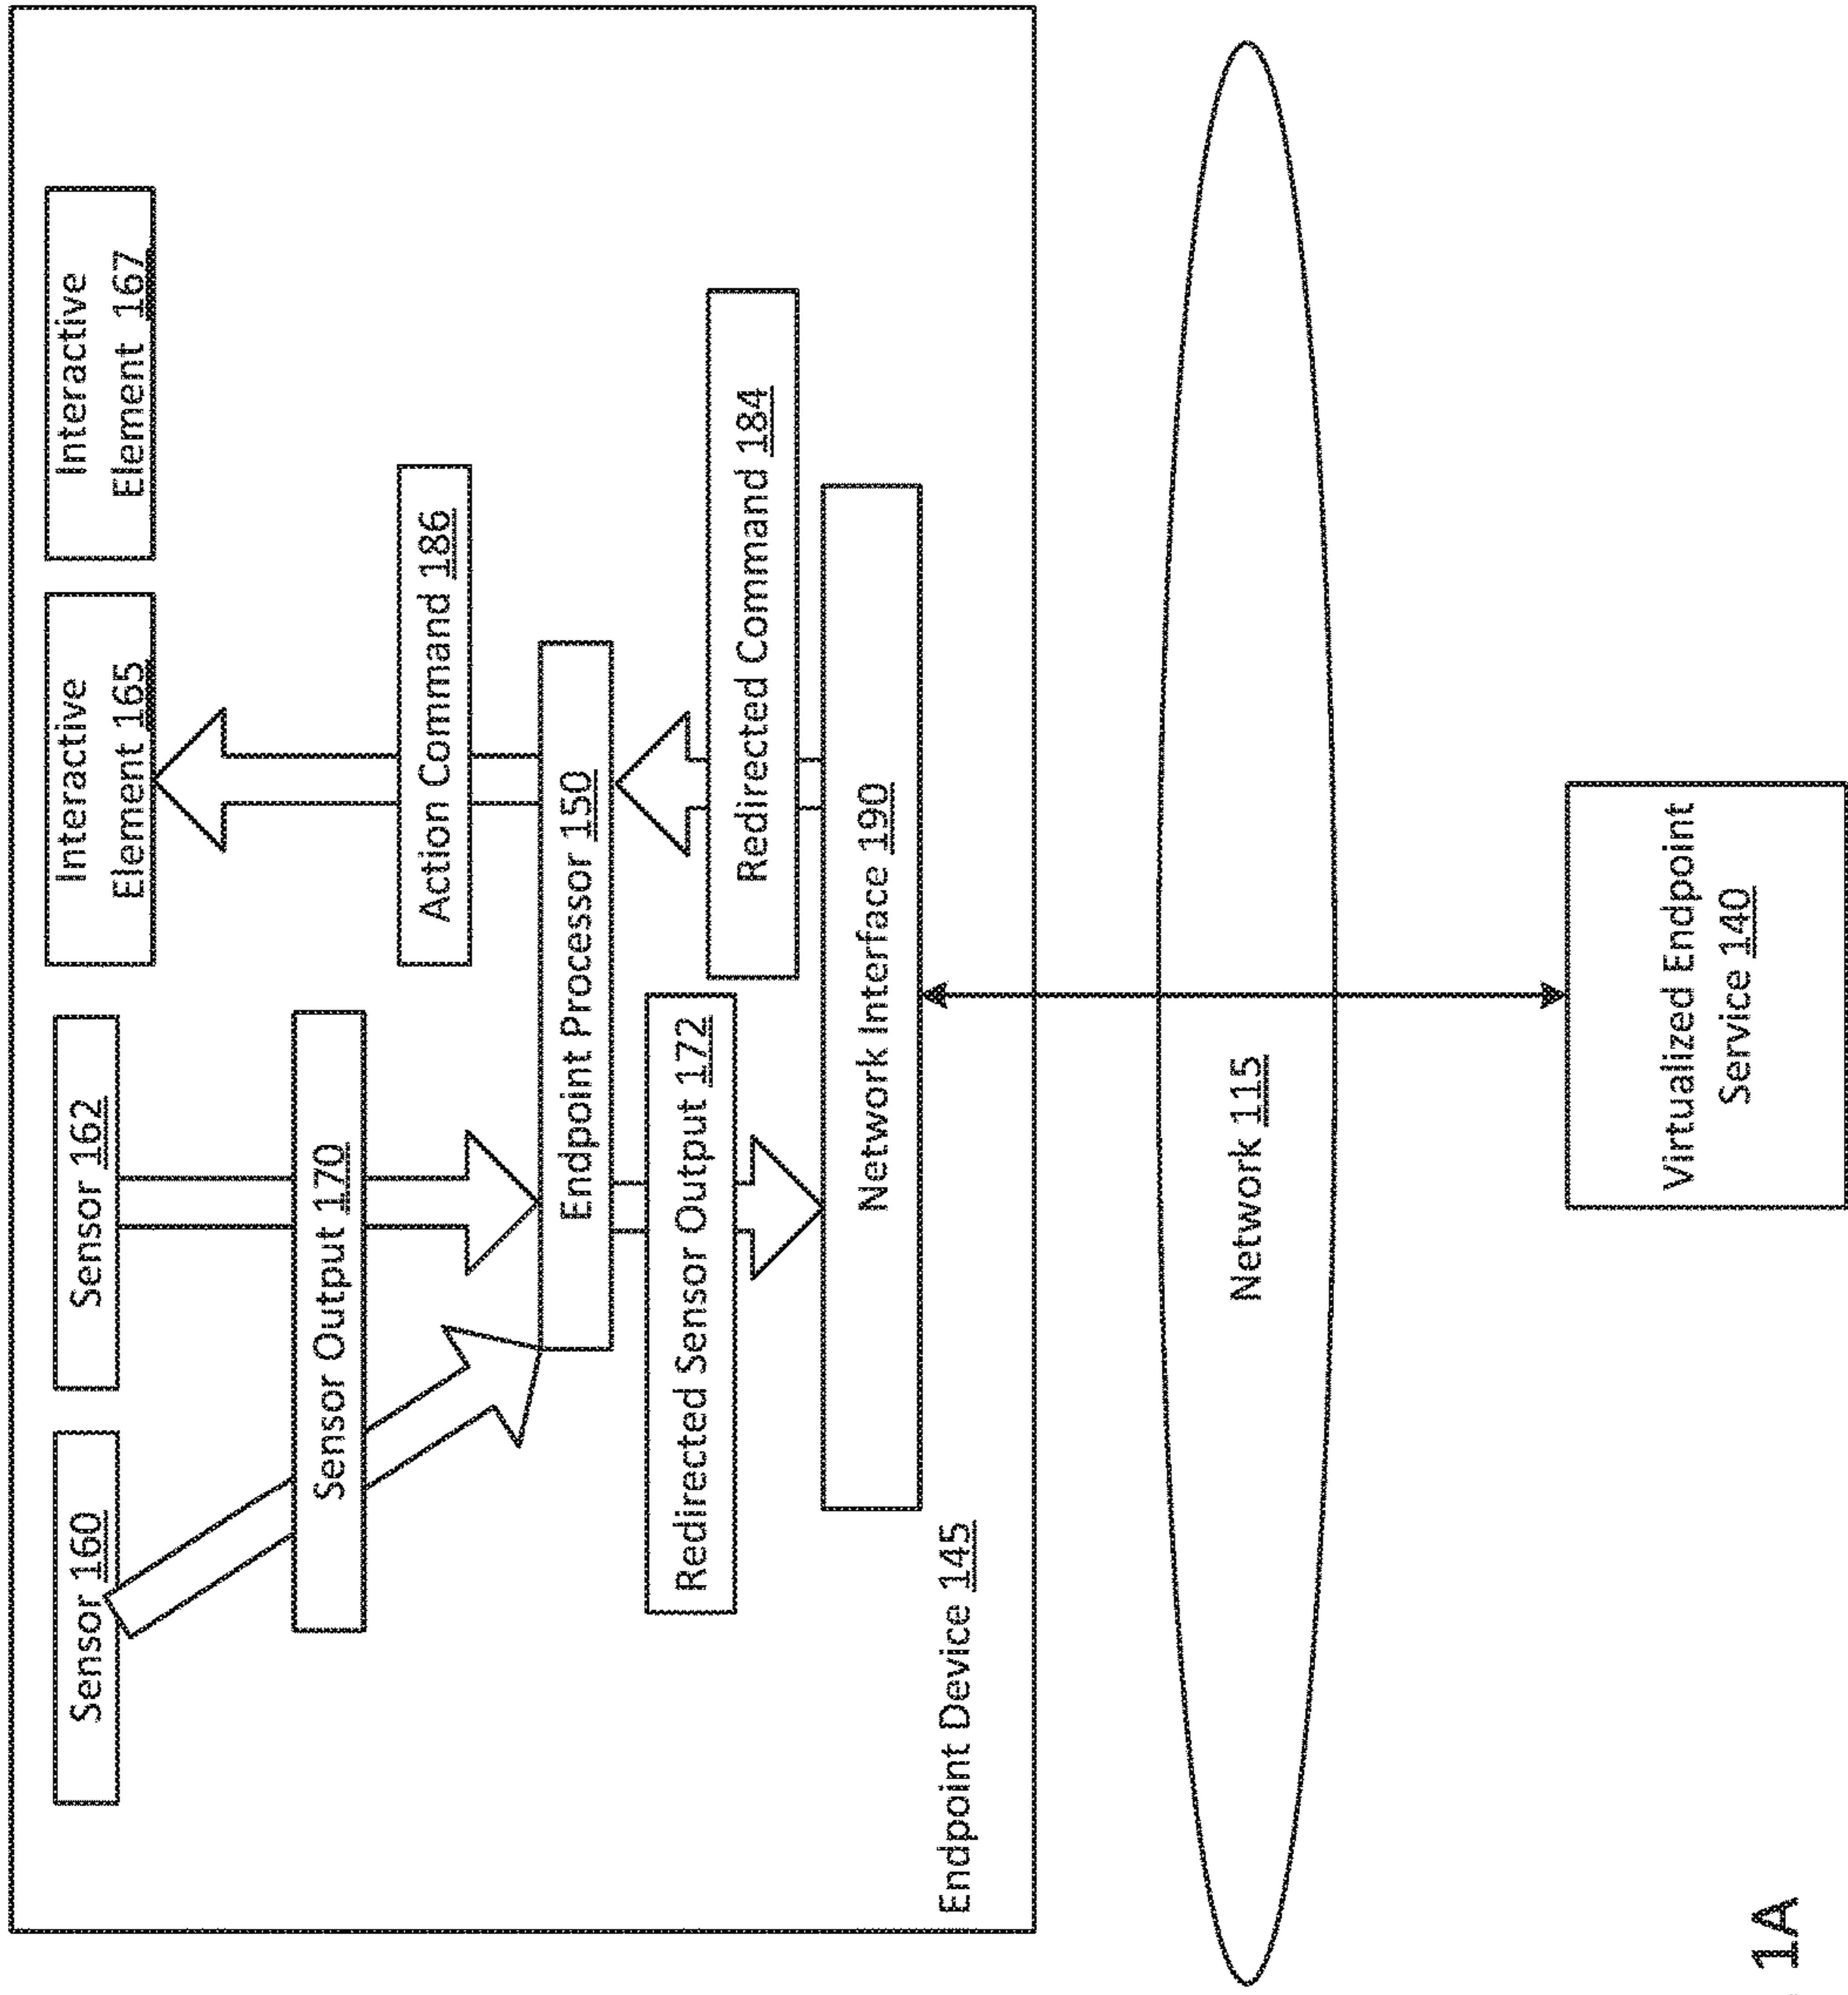 Sensor 160
Sensor 162
Interactive
Element 165
Interactive
Element 167
Sensor Output 170
Action Command 186
Endpoint Processor 150
Redirected Sensor Output 172
Redirected Command 184
Network Interface 190
Endpoint Device 145
Network 115
Virtualized Endpoint
Service 140
1A